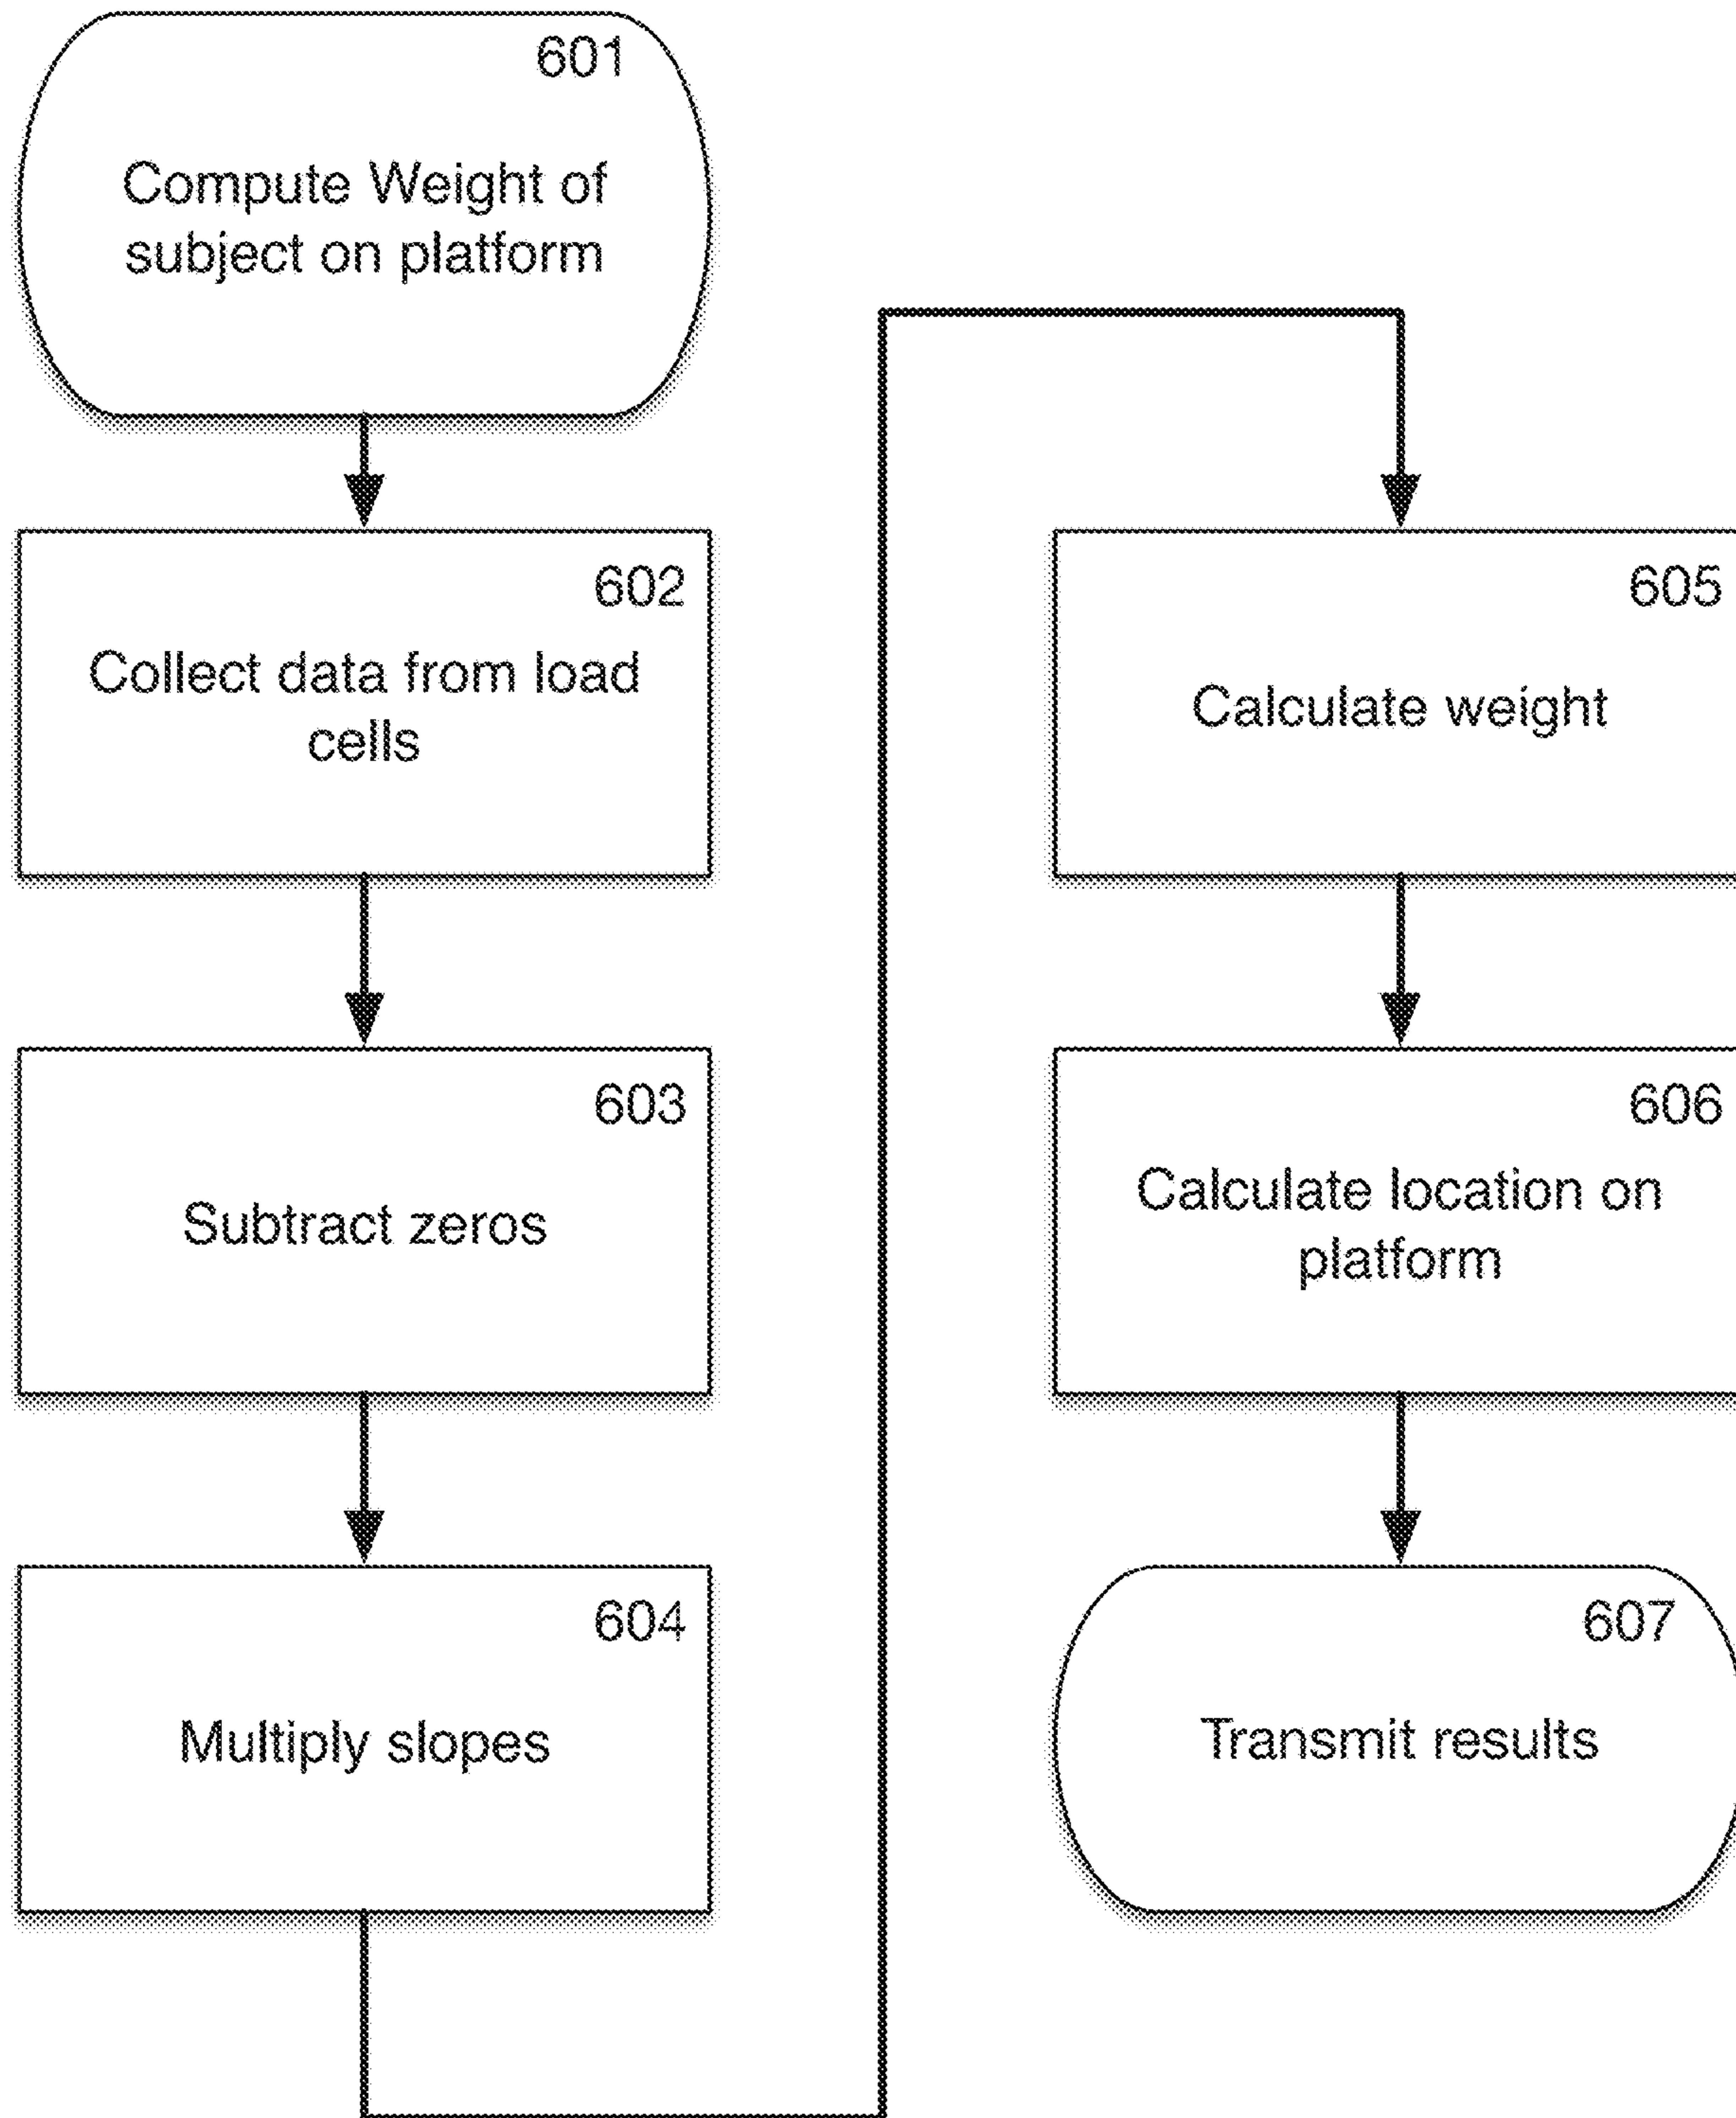 601
Compute Weight of
subject on platform
602
Collect data from load
cells
603
Subtract zeros
604
Multiply slopes
605
Calculate weight
606
Calculate location on
platform
607
Transmit results